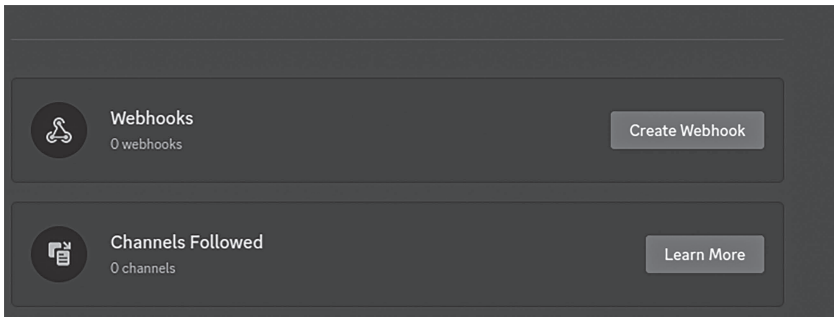 Webhooks
0 webhooks
Create Webhook
Channels Followed
0 channels
Learn More